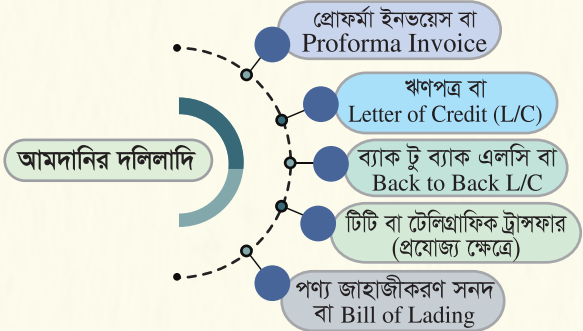 প্রোফর্মা ইনভয়েস বা
Proforma Invoice
ঋণপত্র বা
Letter of Credit (L/C)
আমদানির দলিলাদি
ব্যাক টু ব্যাক এলসি বা
Back to Back L/C
টিটি বা টেলিগ্রাফিক ট্রান্সফার
(প্রযোজ্য ক্ষেত্রে)
পণ্য জাহাজীকরণ সনদ
বা Bill of Lading